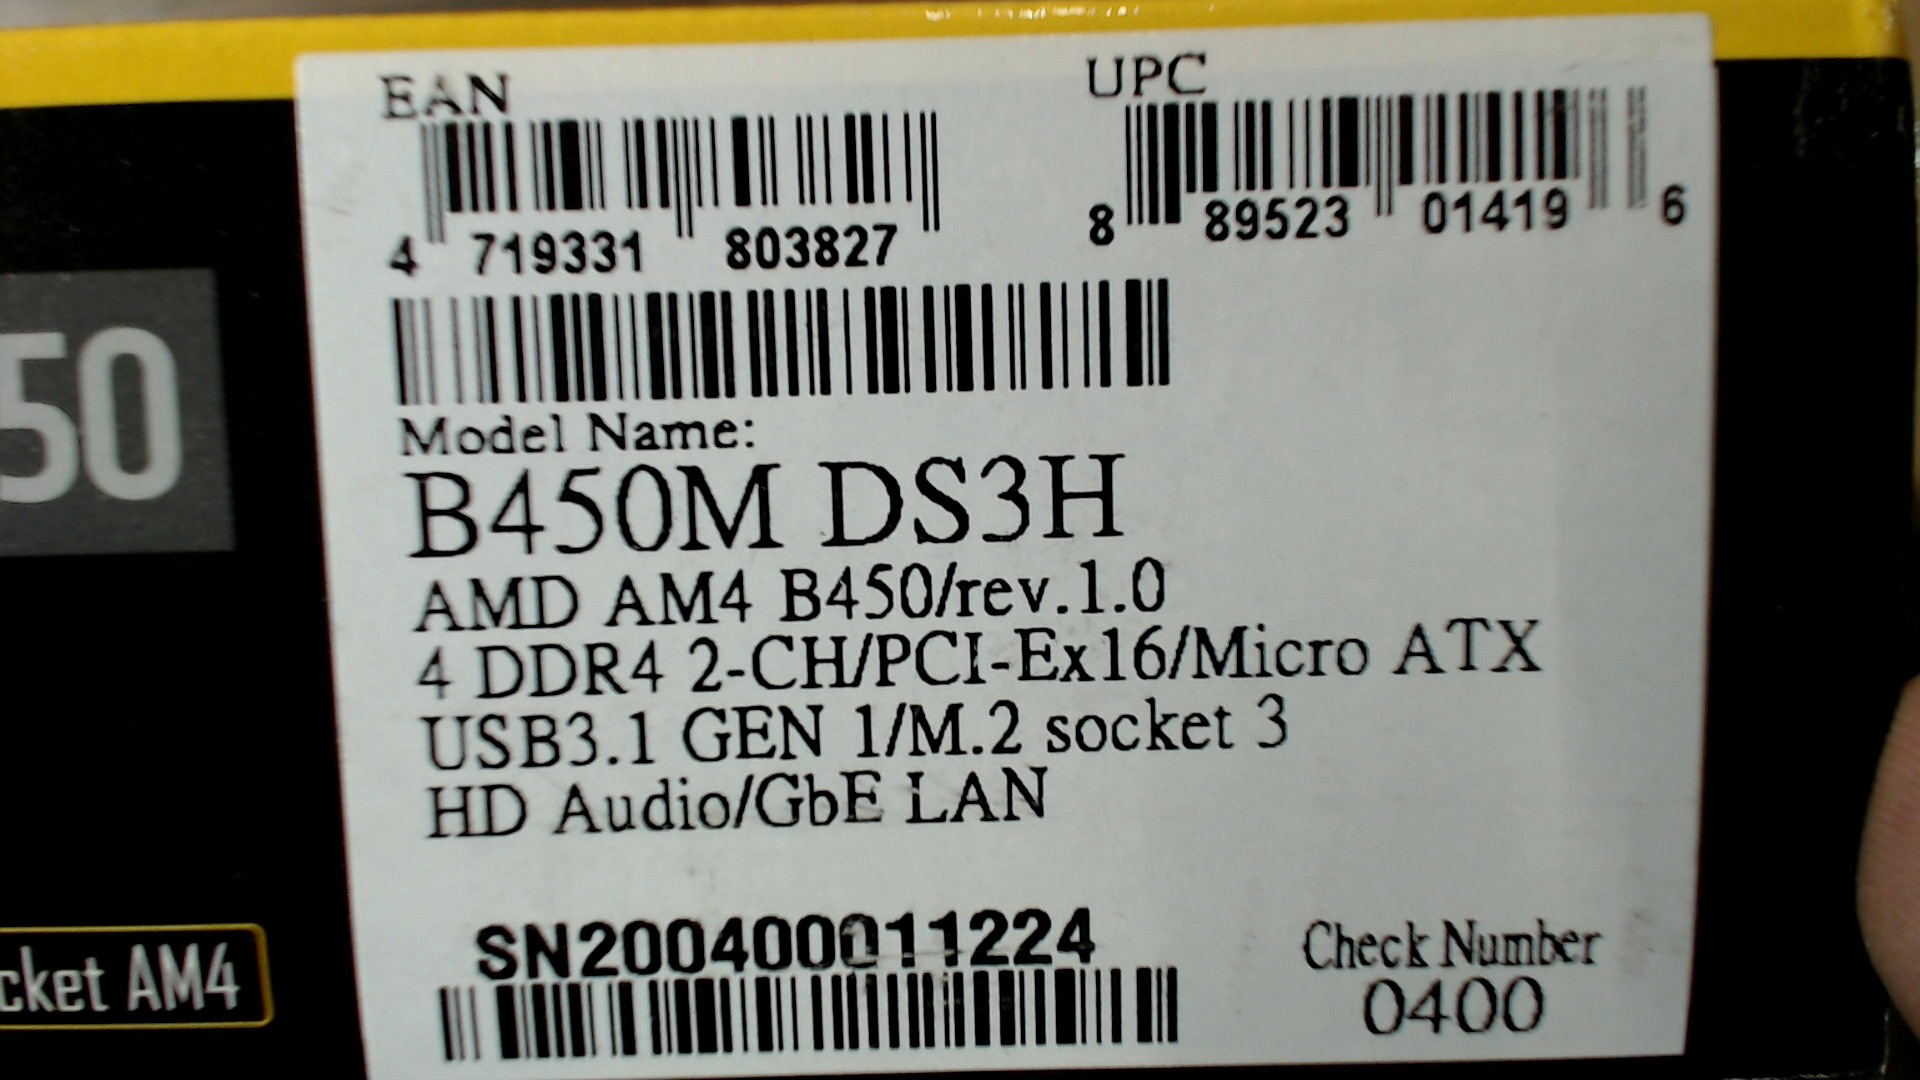 EAN
UPC
4 719331 803827
8 89523 01419 6
50
Model Name:
B450M DS3H
AMD AM4 B450/rev.1.0
4 DDR4 2-CH/PCI-Ex16/Micro ATX
USB3.1 GEN 1/M.2 socket 3
HD Audio/GbE LAN
SN200400011224
Check Number
0400
cket AM4